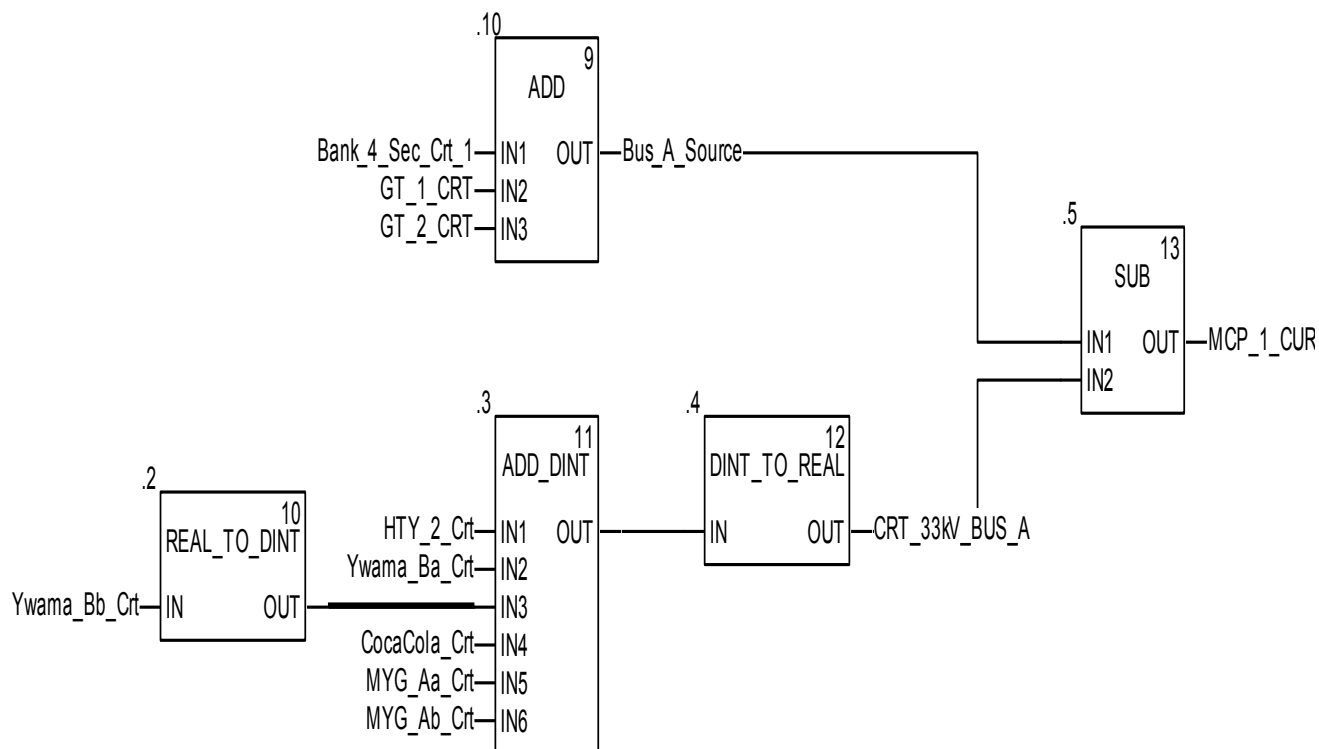 .10
9
ADD
Bank_4_Sec_Crt_1 IN1 OUT Bus_A_Source
GT_1_CRT IN2
GT_2_CRT IN3
.5
13
SUB
IN1 OUT MCP_1_CUR
IN2
.3
11
ADD_DINT
HTY_2_Crt IN1 OUT
Ywama_Ba_Crt IN2
IN3
CocaCola_Crt IN4
MYG_Aa_Crt IN5
MYG_Ab_Crt IN6
.4
12
DINT_TO_REAL
IN OUT CRT_33kV_BUS_A
.2
10
REAL_TO_DINT
Ywama_Bb_Crt IN OUT